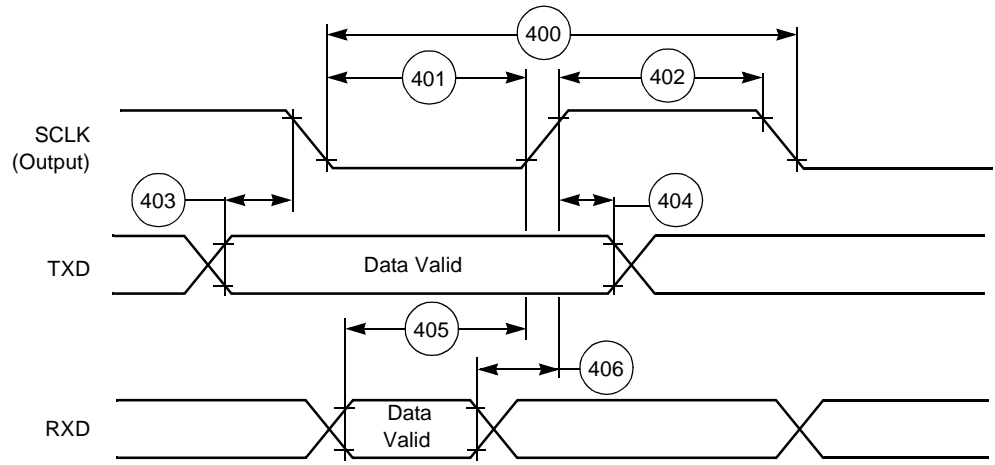 400
401
402
SCLK
(Output)
403
404
TXD
Data Valid
405
406
RXD
Data
Valid